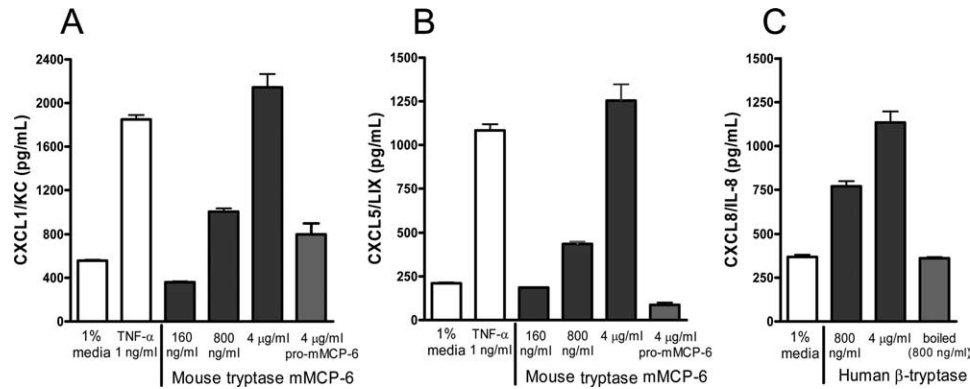 A
CXCL1/KC (pg/mL)
2400
2000
1600
1200
800
400
0
1%
media
TNF-α
1 ng/ml
160
ng/ml
800
ng/ml
4 μg/ml
4 μg/ml
pro-mMCP-6
Mouse tryptase mMCP-6
B
CXCL5/LIX (pg/mL)
1500
1250
1000
750
500
250
0
1%
media
TNF-α
1 ng/ml
160
ng/ml
800
ng/ml
4 μg/ml
4 μg/ml
pro-mMCP-6
Mouse tryptase mMCP-6
C
CXCL8/IL-8 (pg/mL)
1500
1250
1000
750
500
250
0
1%
media
800
ng/ml
4 μg/ml
boiled
(800 ng/ml)
Human β-tryptase